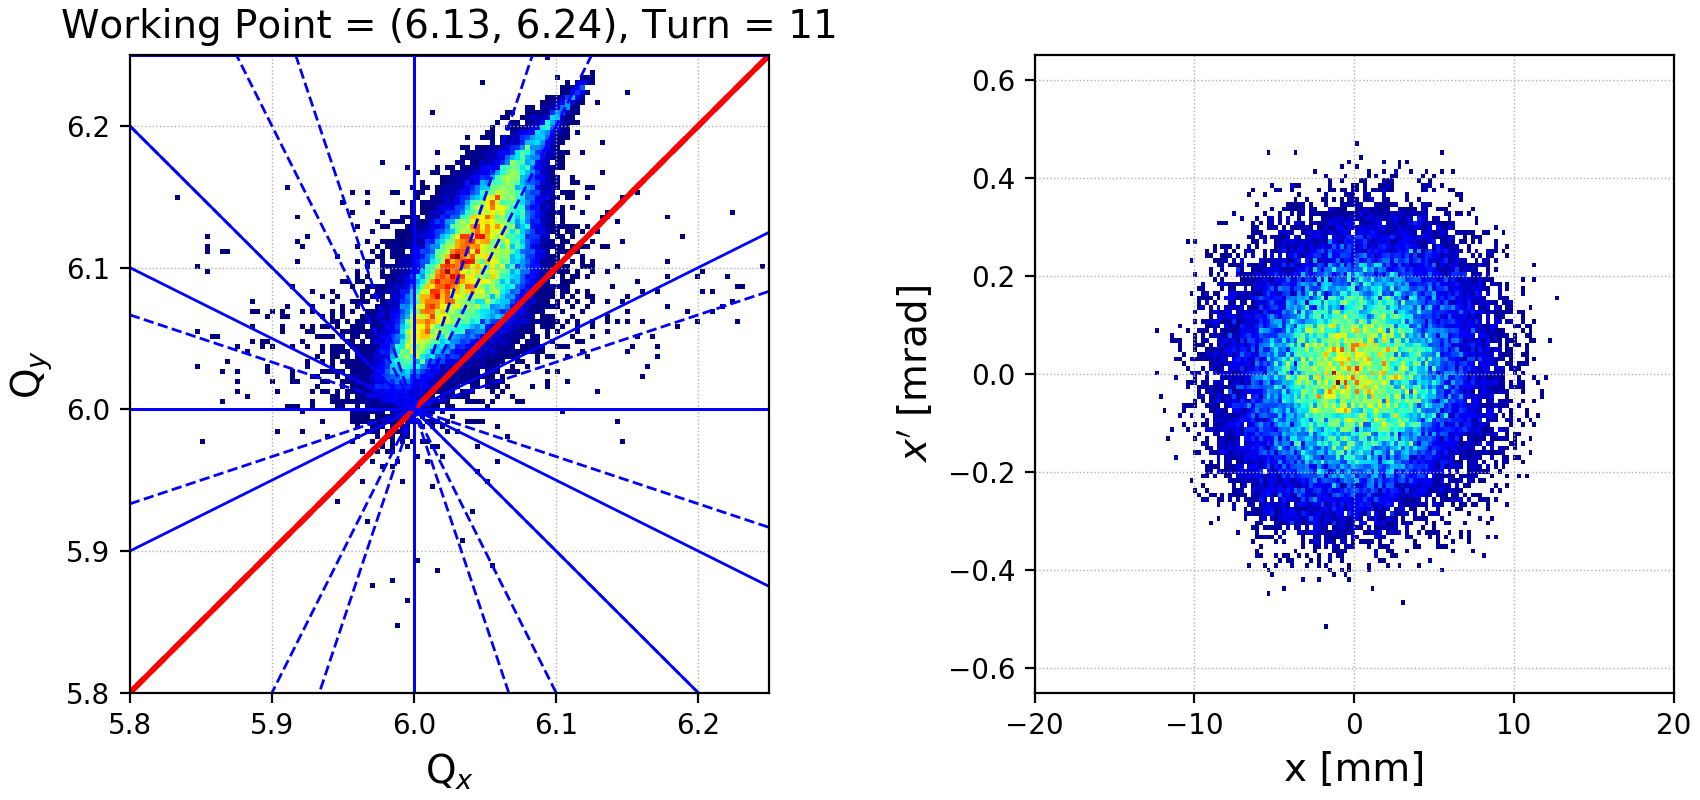 Working Point = (6.13, 6.24), Turn = 11
6.2
6.1
6.0
5.9
5.8
Q_y
5.8 5.9 6.0 6.1 6.2
Q_x
0.6
0.4
0.2
0.0
−0.2
−0.4
−0.6
x′ [mrad]
−20 −10 0 10 20
x [mm]